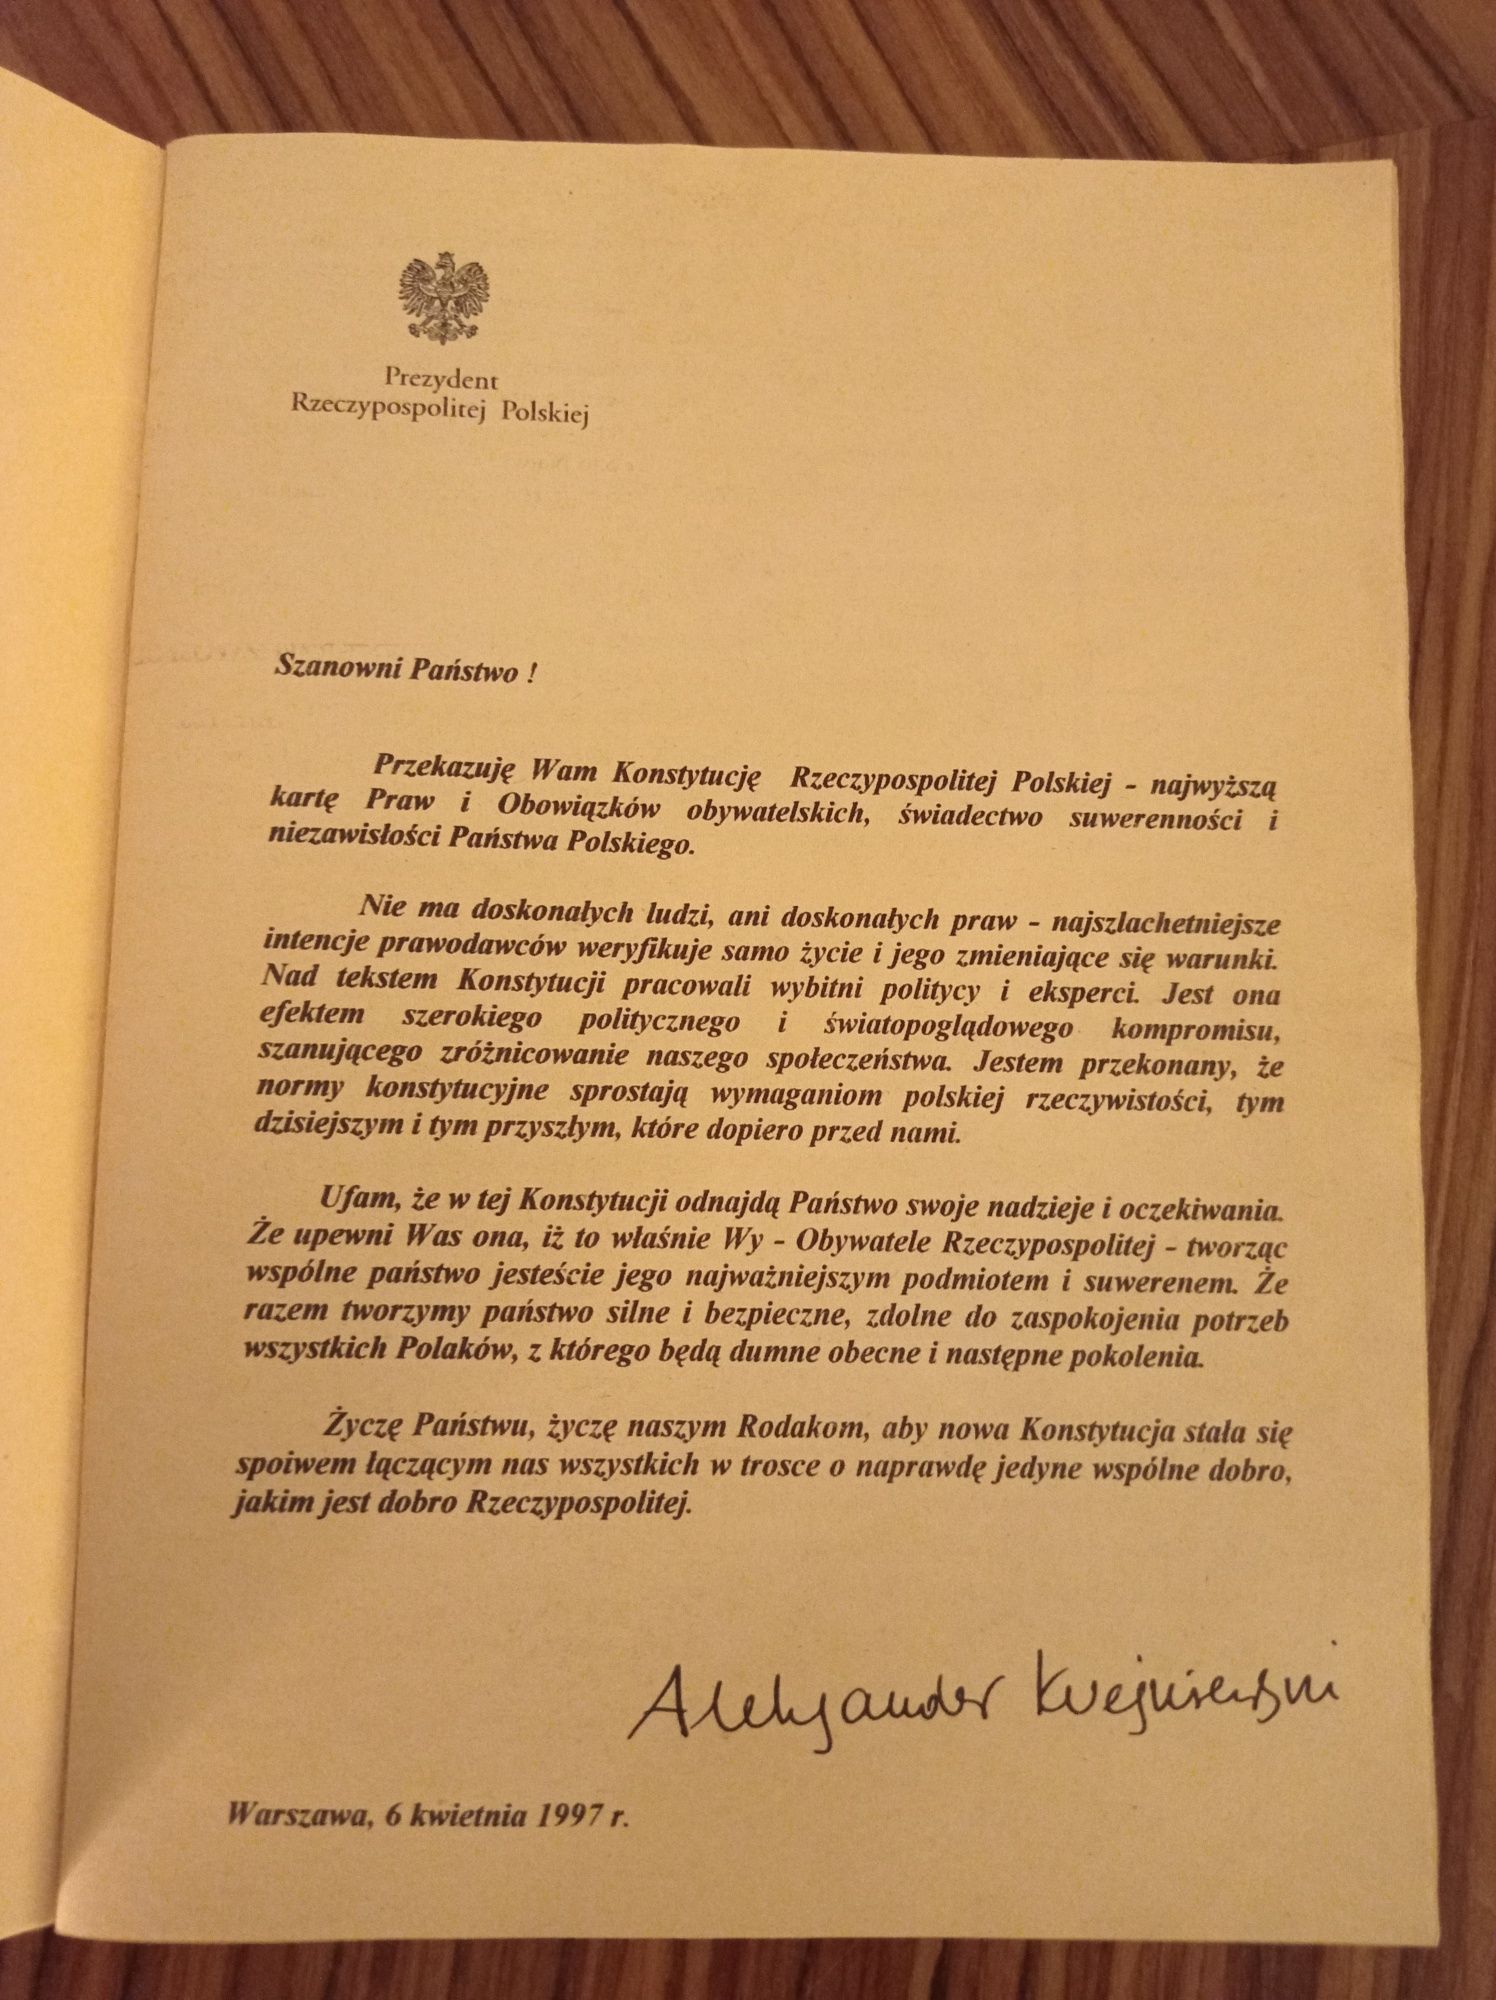 Prezydent
Rzeczypospolitej Polskiej
Szanowni Państwo !
Przekazuję Wam Konstytucję Rzeczypospolitej Polskiej - najwyższą
kartę Praw i Obowiązków obywatelskich, świadectwo suwerenności i
niezawisłości Państwa Polskiego.
Nie ma doskonałych ludzi, ani doskonałych praw - najszlachetniejsze
intencje prawodawców weryfikuje samo życie i jego zmieniające się warunki.
Nad tekstem Konstytucji pracowali wybitni politycy i eksperci. Jest ona
efektem szerokiego politycznego i światopoglądowego kompromisu,
szanującego zróżnicowanie naszego społeczeństwa. Jestem przekonany, że
normy konstytucyjne sprostają wymaganiom polskiej rzeczywistości, tym
dzisiejszym i tym przyszłym, które dopiero przed nami.
Ufam, że w tej Konstytucji odnajdą Państwo swoje nadzieje i oczekiwania.
Że upewni Was ona, iż to właśnie Wy - Obywatele Rzeczypospolitej - tworząc
wspólne państwo jesteście jego najważniejszym podmiotem i suwerenem. Że
razem tworzymy państwo silne i bezpieczne, zdolne do zaspokojenia potrzeb
wszystkich Polaków, z którego będą dumne obecne i następne pokolenia.
Życzę Państwu, życzę naszym Rodakom, aby nowa Konstytucja stała się
spoiwem łączącym nas wszystkich w trosce o naprawdę jedyne wspólne dobro,
jakim jest dobro Rzeczypospolitej.
Aleksander Kwaśniewski
Warszawa, 6 kwietnia 1997 r.